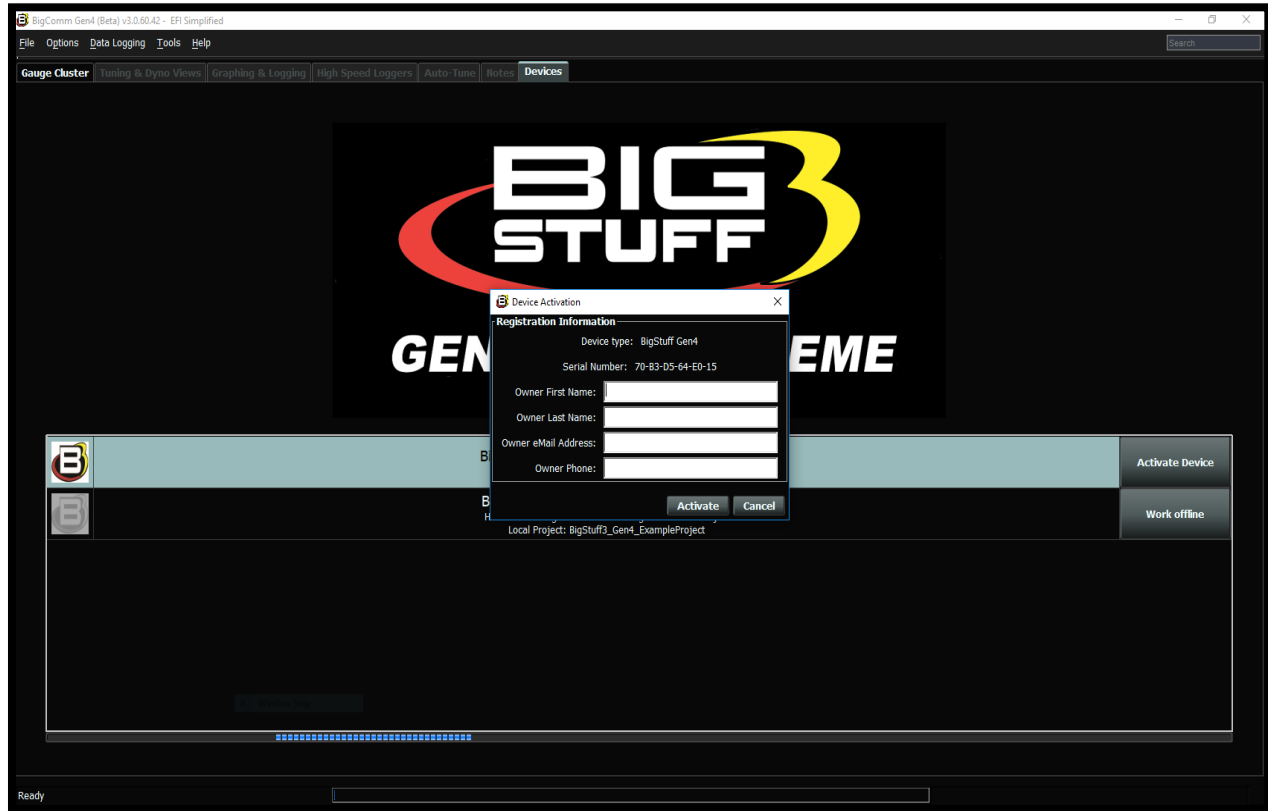 BigComm Gen4 (Beta) v3.0.60.42 - EFI Simplified
File Options Data Logging Tools Help
Search
Gauge Cluster Tuning & Dyno Views Graphing & Logging High Speed Loggers Auto-Tune Notes Devices
BIG 3
STUFF
GEN EME
Device Activation
Registration Information
Device type: BigStuff Gen4
Serial Number: 70-B3-D5-64-E0-15
Owner First Name:
Owner Last Name:
Owner eMail Address:
Owner Phone:
Activate Cancel
B
Activate Device
B
H
Local Project: BigStuff3_Gen4_ExampleProject
Work offline
Ready